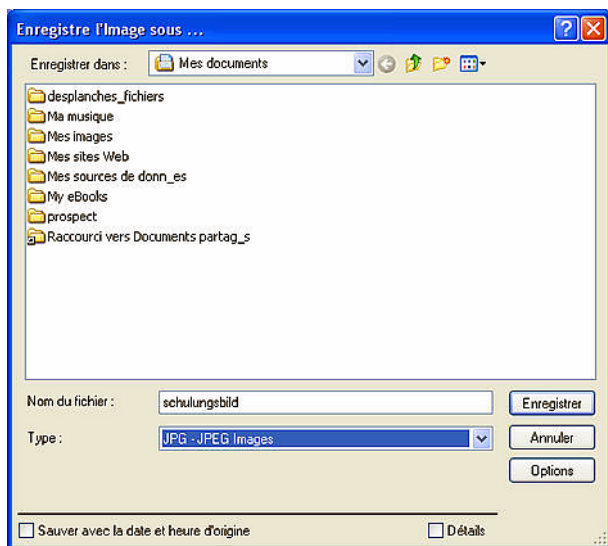 Enregistre l'Image sous ...
Enregistrer dans : Mes documents
desplanches_fichiers
Ma musique
Mes images
Mes sites Web
Mes sources de donn_es
My eBooks
prospect
Raccourci vers Documents partag_s
Nom du fichier : schulungsbild Enregistrer
Type : JPG - JPEG Images Annuler
Options
Sauver avec la date et heure d'origine Détails